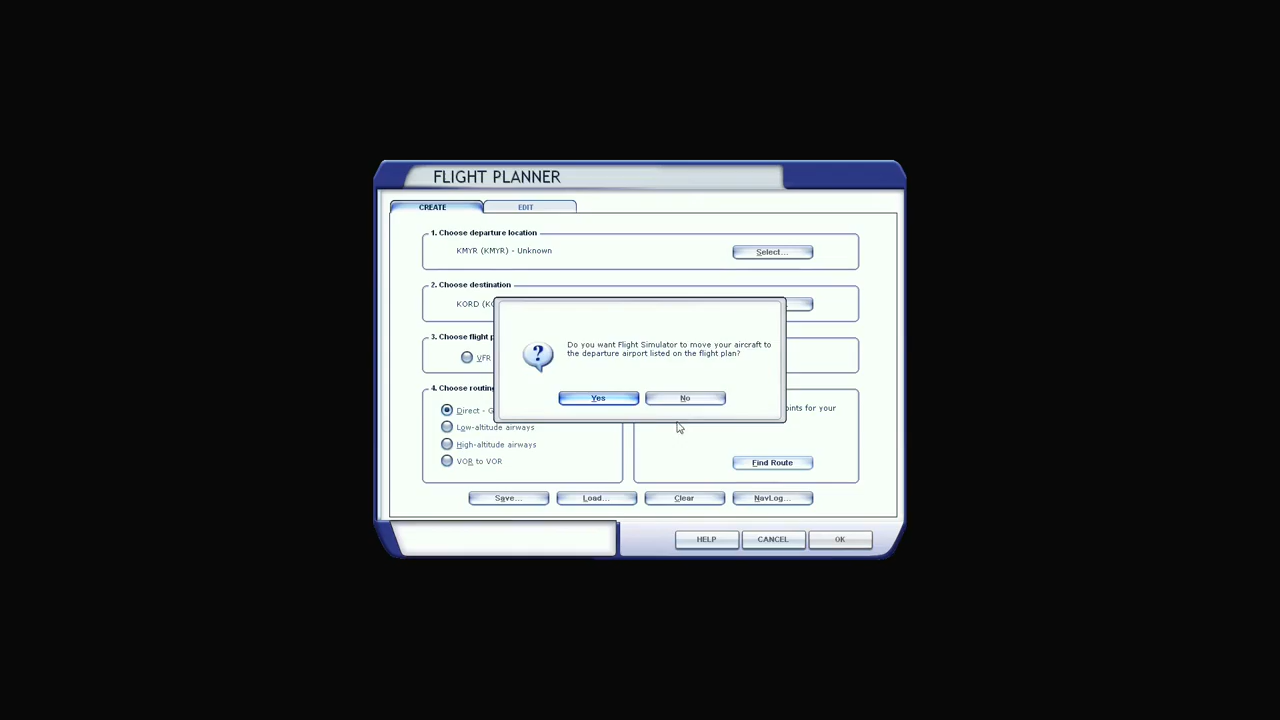 FLIGHT PLANNER
CREATE
EDIT
1. Choose departure location
KMYR (KMYR) - Unknown
Select...
2. Choose destination
KORD
3. Choose flight
VFR
Do you want Flight Simulator to move your aircraft to
the departure airport listed on the flight plan?
?
Yes
No
4. Choose
Direct -
Low-altitude airways
High-altitude airways
VOR to VOR
for your
Find Route
Save...
Load...
Clear
NavLog...
HELP
CANCEL
OK